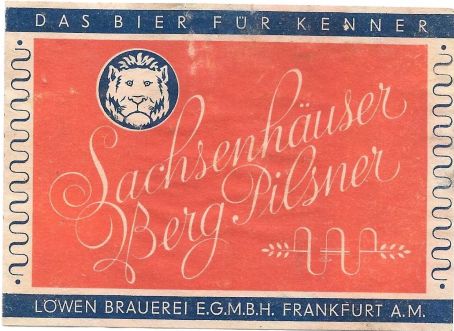 DAS BIER FÜR KENNER
Sachsenhäuser
Berg Pilsner
LÖWEN BRAUEREI E.G.M.B.H. FRANKFURT A.M.